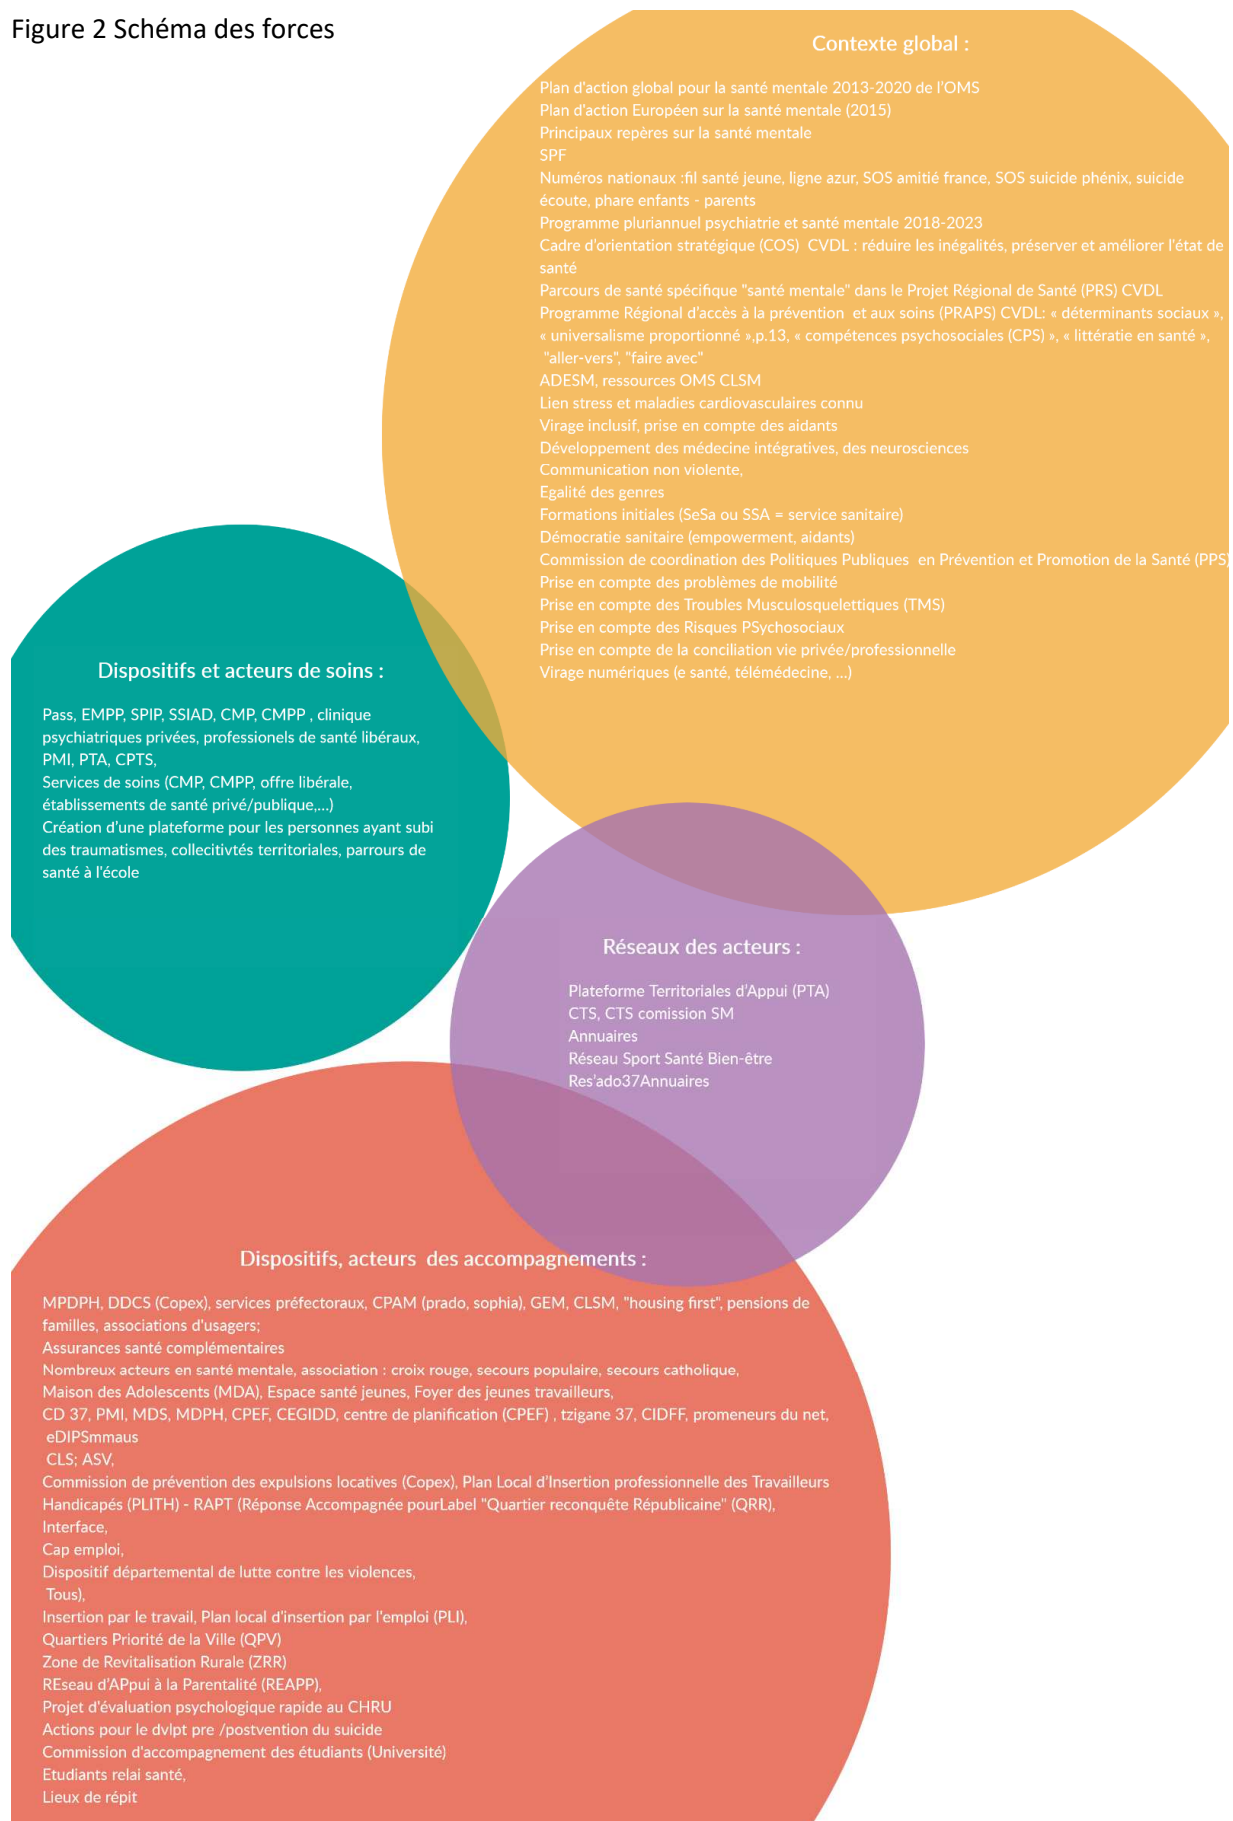 Figure 2 Schéma des forces
Contexte global :
Plan d'action global pour la santé mentale 2013-2020 de l'OMS
Plan d'action Européen sur la santé mentale (2015)
Principaux repères sur la santé mentale
SPF
Numéros nationaux :fil santé jeune, ligne azur, SOS amitié france, SOS suicide phénix, suicide
écoute, phare enfants - parents
Programme pluriannuel psychiatrie et santé mentale 2018-2023
Cadre d'orientation stratégique (COS) CVDL : réduire les inégalités, préserver et améliorer l'état de
santé
Parcours de santé spécifique "santé mentale" dans le Projet Régional de Santé (PRS) CVDL
Programme Régional d'accès à la prévention et aux soins (PRAPS) CVDL: « déterminants sociaux »,
« universalisme proportionné »,p.13, « compétences psychosociales (CPS) », « littératie en santé »,
"aller-vers", "faire avec"
ADESM, ressources OMS CLSM
Lien stress et maladies cardiovasculaires connu
Virage inclusif, prise en compte des aidants
Développement des médecine intégratives, des neurosciences
Communication non violente,
Egalité des genres
Formations initiales (SeSa ou SSA = service sanitaire)
Démocratie sanitaire (empowerment, aidants)
Commission de coordination des Politiques Publiques en Prévention et Promotion de la Santé (PPS)
Prise en compte des problèmes de mobilité
Prise en compte des Troubles Musculosquelettiques (TMS)
Prise en compte des Risques PSychosociaux
Prise en compte de la conciliation vie privée/professionnelle
Virage numériques (e santé, télémédecine, ...)
Dispositifs et acteurs de soins :
Pass, EMPP, SPIP, SSIAD, CMP, CMPP , clinique
psychiatriques privées, professionels de santé libéraux,
PMI, PTA, CPTS,
Services de soins (CMP, CMPP, offre libérale,
établissements de santé privé/publique,...)
Création d'une plateforme pour les personnes ayant subi
des traumatismes, collecitivtés territoriales, parrours de
santé à l'école
Réseaux des acteurs :
Plateforme Territoriales d'Appui (PTA)
CTS, CTS comission SM
Annuaires
Réseau Sport Santé Bien-être
Res'ado37Annuaires
Dispositifs, acteurs des accompagnements :
MPDPH, DDCS (Copex), services préfectoraux, CPAM (prado, sophia), GEM, CLSM, "housing first", pensions de
familles, associations d'usagers;
Assurances santé complémentaires
Nombreux acteurs en santé mentale, association : croix rouge, secours populaire, secours catholique,
Maison des Adolescents (MDA), Espace santé jeunes, Foyer des jeunes travailleurs,
CD 37, PMI, MDS, MDPH, CPEF, CEGIDD, centre de planification (CPEF) , tzigane 37, CIDFF, promeneurs du net,
eDIPSmmaus
CLS; ASV,
Commission de prévention des expulsions locatives (Copex), Plan Local d'Insertion professionnelle des Travailleurs
Handicapés (PLITH) - RAPT (Réponse Accompagnée pourLabel "Quartier reconquête Républicaine" (QRR),
Interface,
Cap emploi,
Dispositif départemental de lutte contre les violences,
Tous),
Insertion par le travail, Plan local d'insertion par l'emploi (PLI),
Quartiers Priorité de la Ville (QPV)
Zone de Revitalisation Rurale (ZRR)
REseau d'APpui à la Parentalité (REAPP),
Projet d'évaluation psychologique rapide au CHRU
Actions pour le dvlpt pre /postvention du suicide
Commission d'accompagnement des étudiants (Université)
Etudiants relai santé,
Lieux de répit